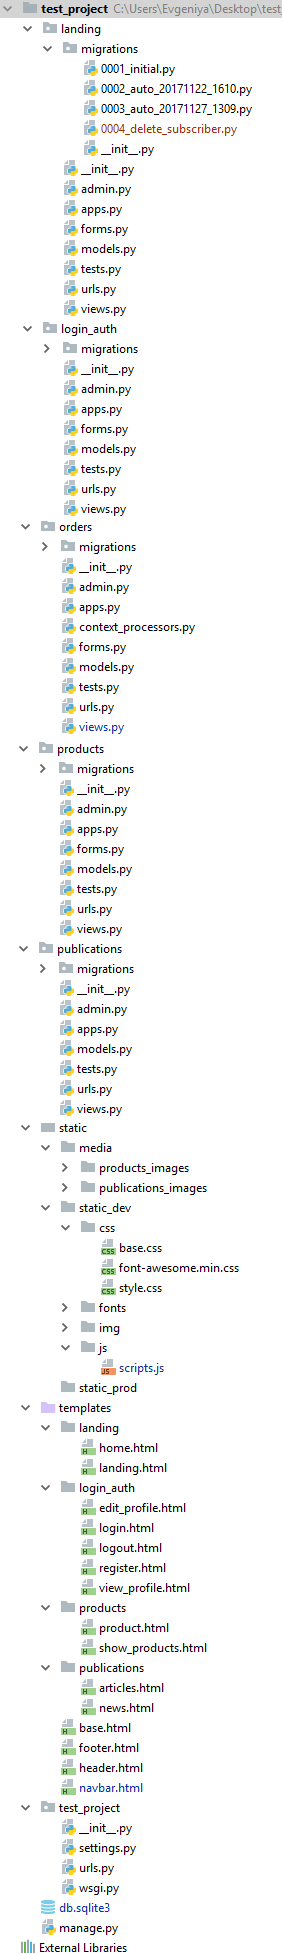 test_project C:\Users\Evgeniya\Desktop\test
landing
migrations
0001_initial.py
0002_auto_20171122_1610.py
0003_auto_20171127_1309.py
0004_delete_subscriber.py
__init__.py
__init__.py
admin.py
apps.py
forms.py
models.py
tests.py
urls.py
views.py
login_auth
migrations
__init__.py
admin.py
apps.py
forms.py
models.py
tests.py
urls.py
views.py
orders
migrations
__init__.py
admin.py
apps.py
context_processors.py
forms.py
models.py
tests.py
urls.py
views.py
products
migrations
__init__.py
admin.py
apps.py
forms.py
models.py
tests.py
urls.py
views.py
publications
migrations
__init__.py
admin.py
apps.py
models.py
tests.py
urls.py
views.py
static
media
products_images
publications_images
static_dev
css
base.css
font-awesome.min.css
style.css
fonts
img
js
scripts.js
static_prod
templates
landing
home.html
landing.html
login_auth
edit_profile.html
login.html
logout.html
register.html
view_profile.html
products
product.html
show_products.html
publications
articles.html
news.html
base.html
footer.html
header.html
navbar.html
test_project
__init__.py
settings.py
urls.py
wsgi.py
db.sqlite3
manage.py
External Libraries